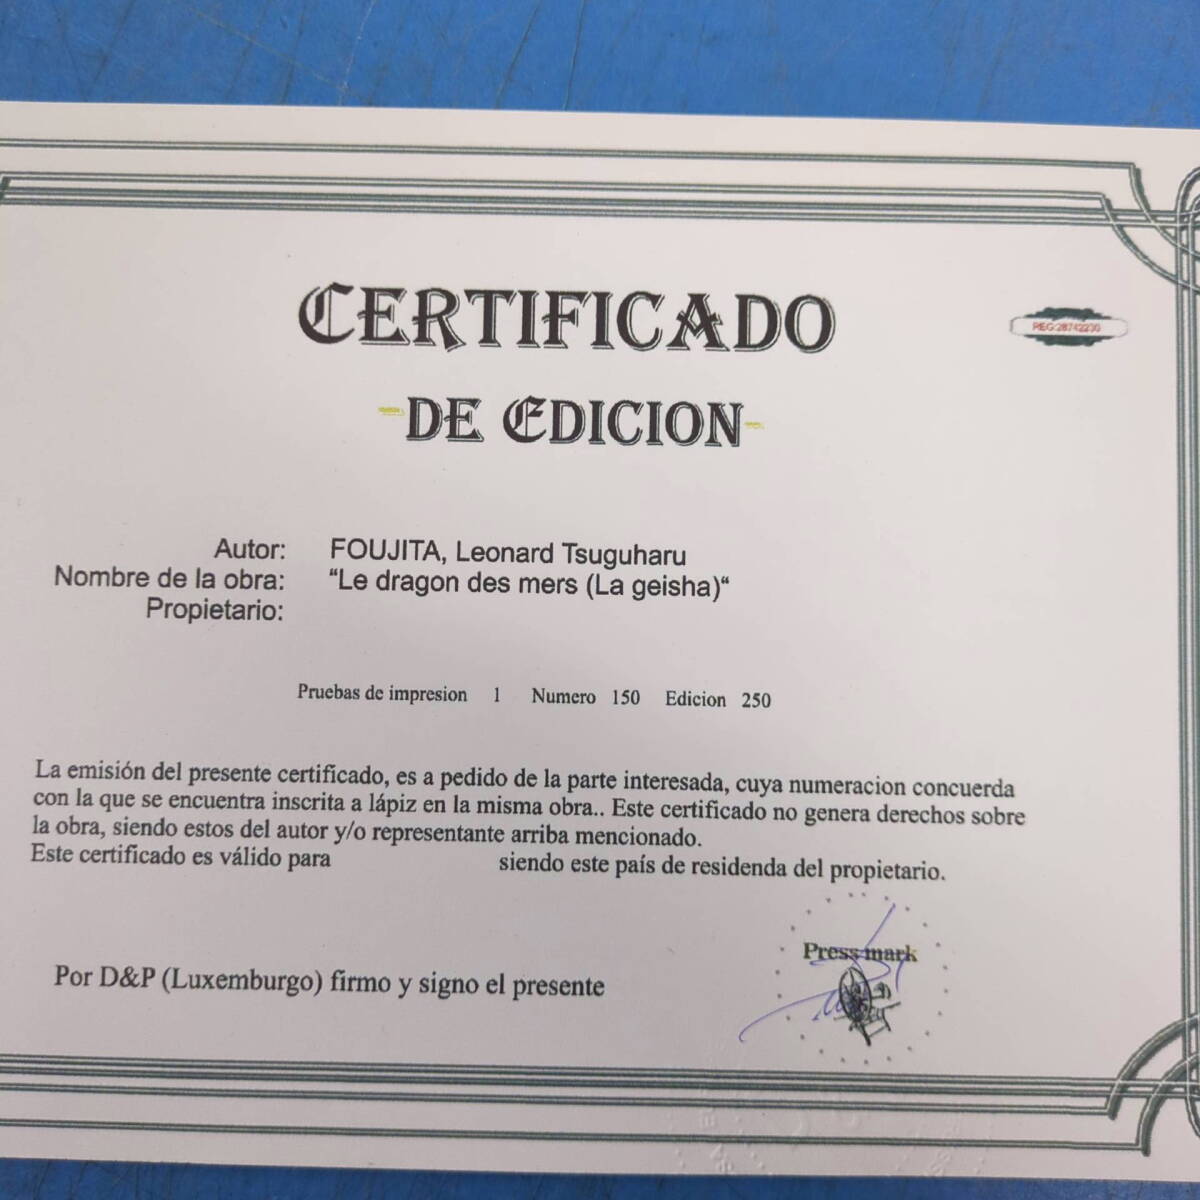 CERTIFICADO
REG:28742230
DE EDICION
Autor: FOUJITA, Leonard Tsuguharu
Nombre de la obra: “Le dragon des mers (La geisha)“
Propietario:
Pruebas de impresion 1 Numero 150 Edicion 250
La emisión del presente certificado, es a pedido de la parte interesada, cuya numeracion concuerda
con la que se encuentra inscrita a lápiz en la misma obra.. Este certificado no genera derechos sobre
la obra, siendo estos del autor y/o representante arriba mencionado.
Este certificado es válido para siendo este país de residenda del propietario.
Press mark
Por D&P (Luxemburgo) firmo y signo el presente